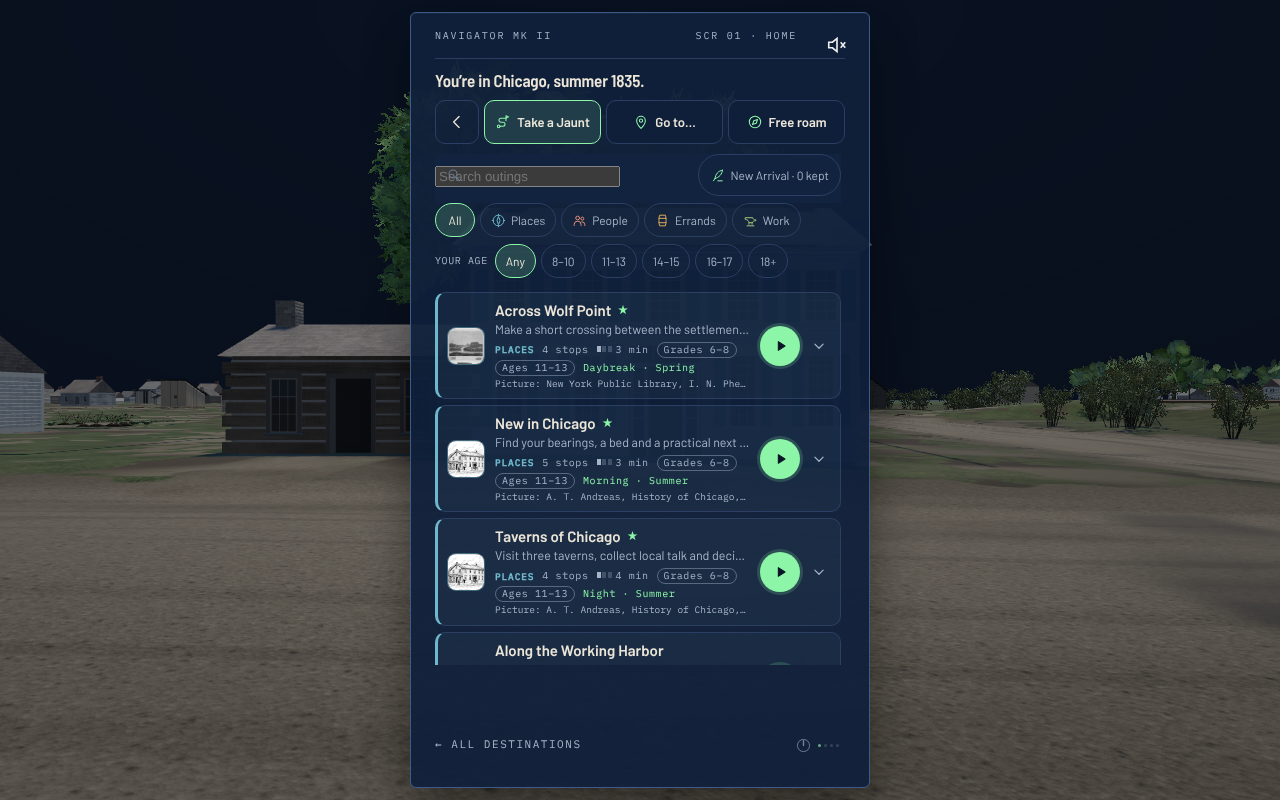 NAVIGATOR MK II
SCR 01 · HOME
You’re in Chicago, summer 1835.
Take a Jaunt
Go to...
Free roam
Search outings
New Arrival · 0 kept
All
Places
People
Errands
Work
YOUR AGE
Any
8–10
11–13
14–15
16–17
18+
Across Wolf Point ★
Make a short crossing between the settlemen...
PLACES 4 stops 3 min Grades 6–8
Ages 11–13 Daybreak · Spring
Picture: New York Public Library, I. N. Phe…
New in Chicago ★
Find your bearings, a bed and a practical next ...
PLACES 5 stops 3 min Grades 6–8
Ages 11–13 Morning · Summer
Picture: A. T. Andreas, History of Chicago,…
Taverns of Chicago ★
Visit three taverns, collect local talk and deci...
PLACES 4 stops 4 min Grades 6–8
Ages 11–13 Night · Summer
Picture: A. T. Andreas, History of Chicago,…
Along the Working Harbor
← ALL DESTINATIONS